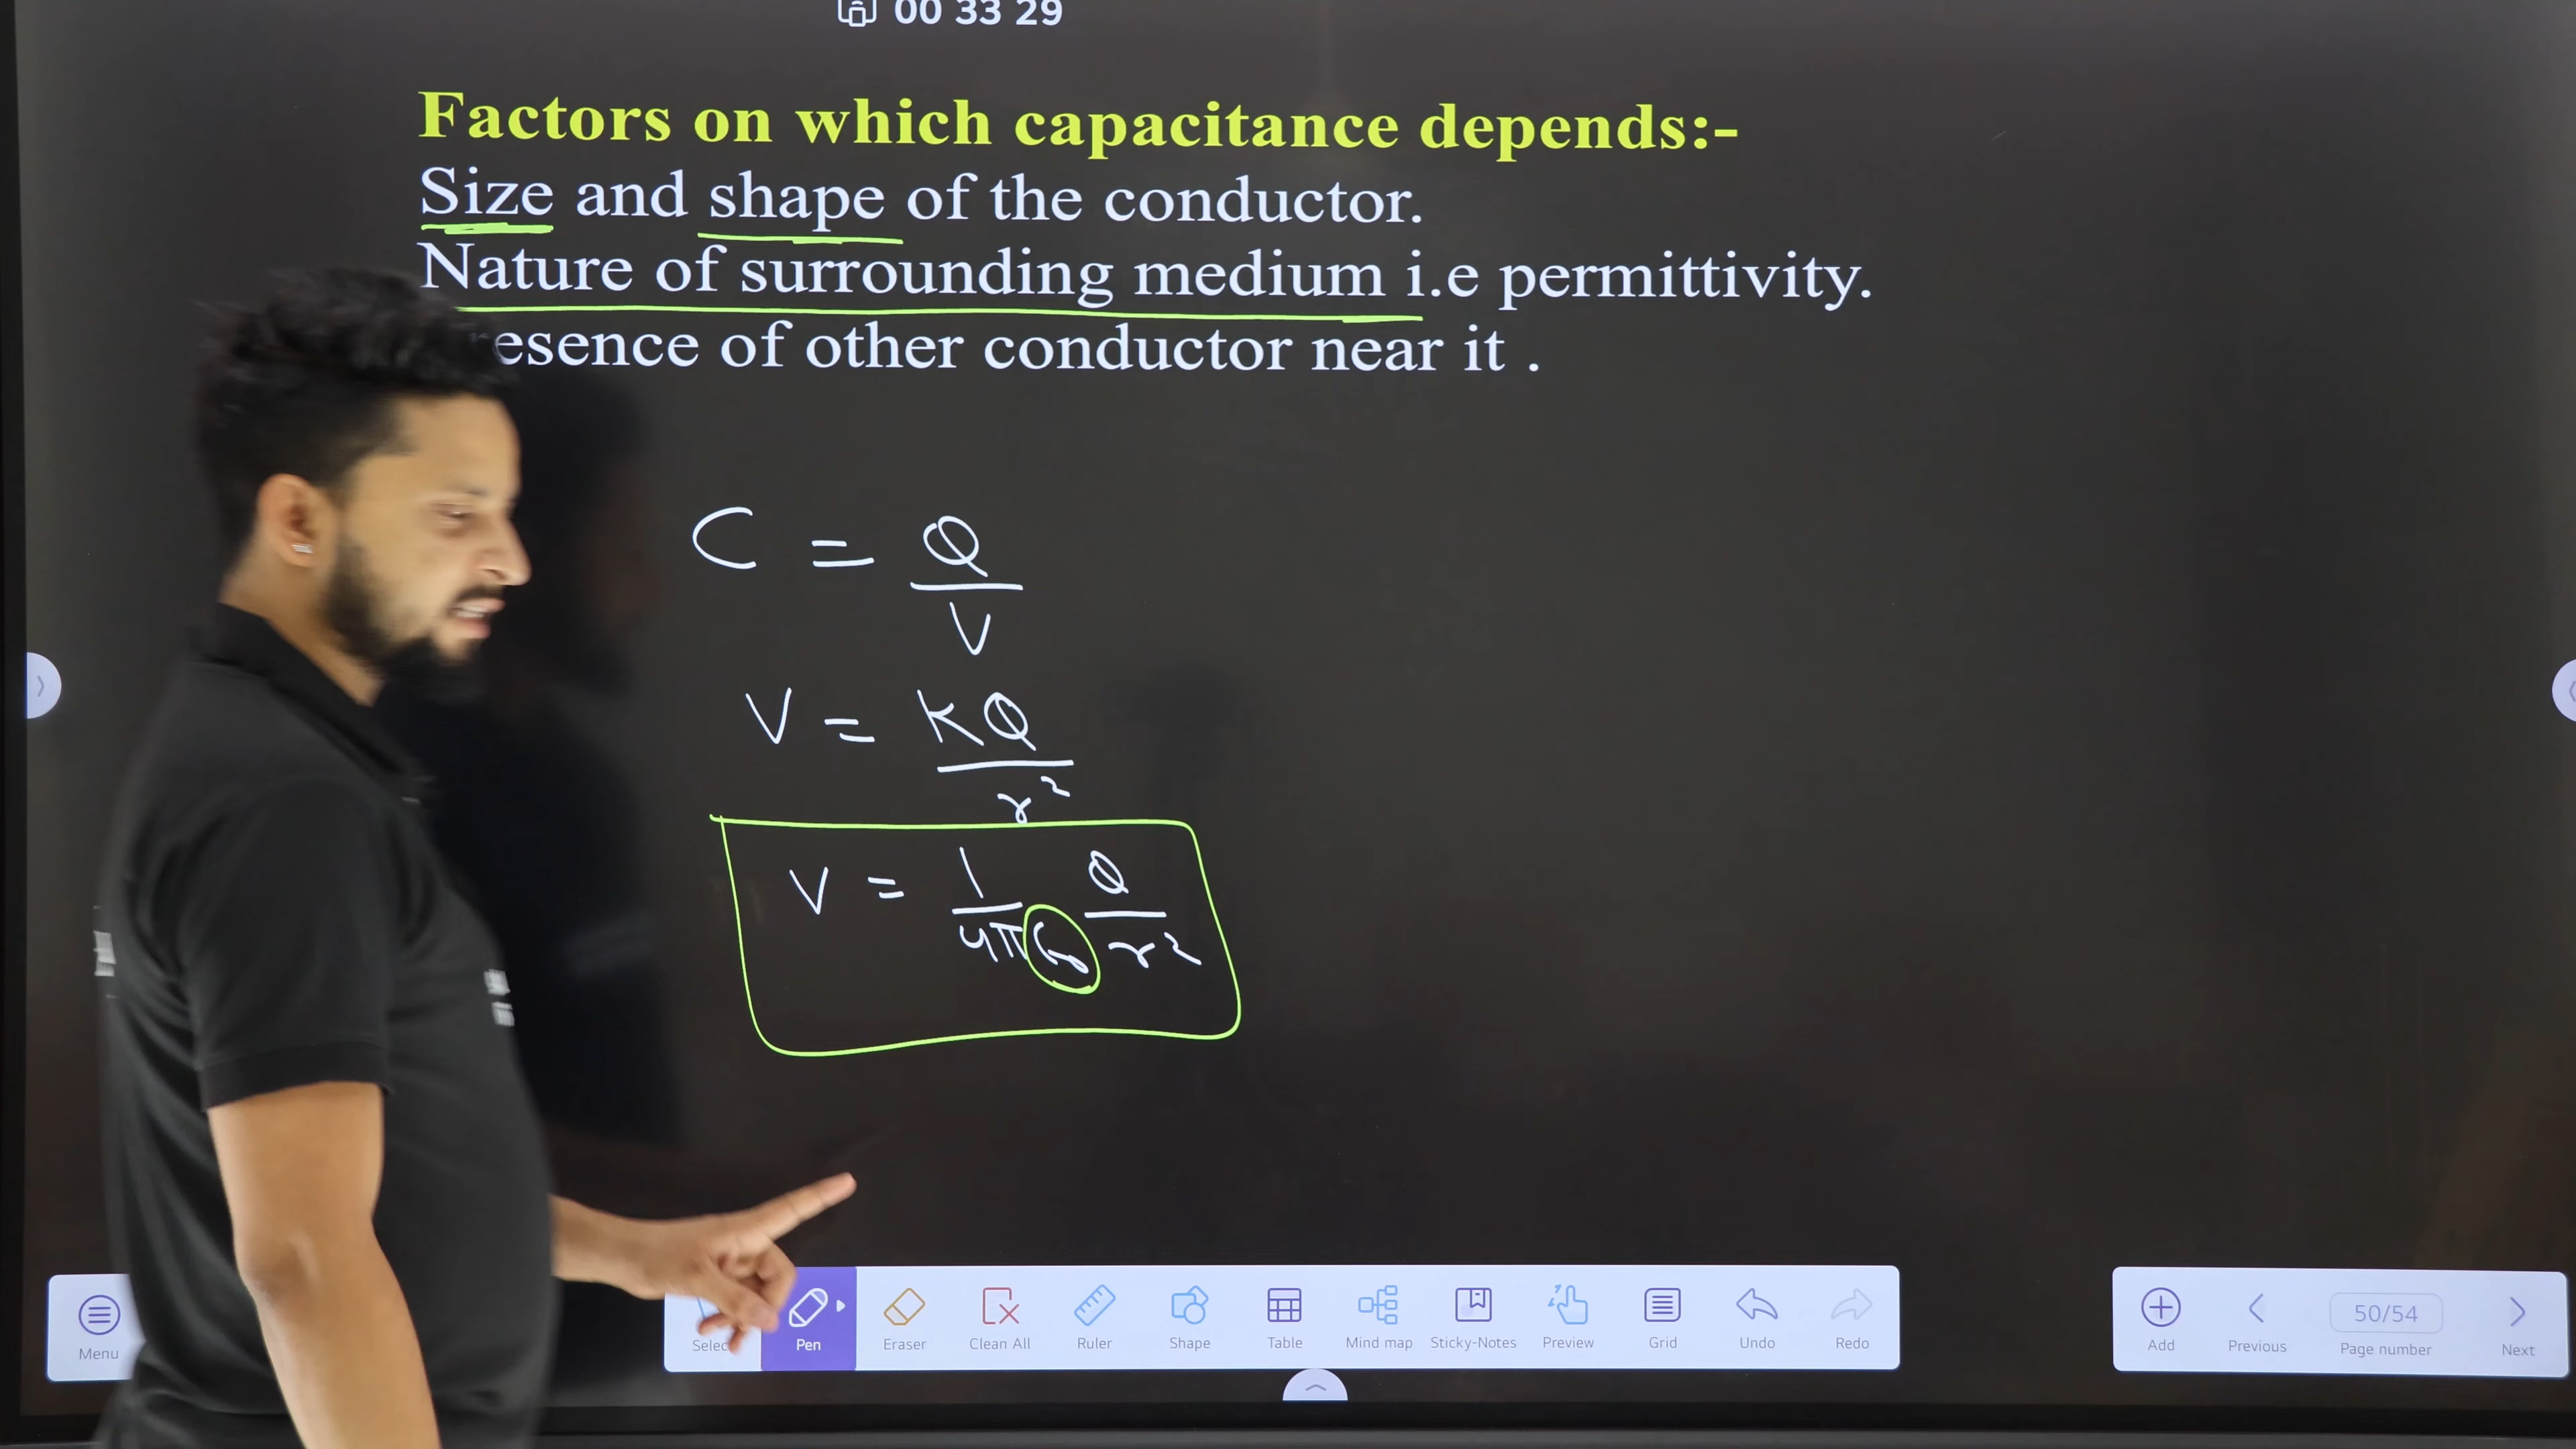 00 33 29
Factors on which capacitance depends:-
Size and shape of the conductor.
Nature of surrounding medium i.e permittivity.
resence of other conductor near it .
C = Q/V
V = KQ/r²
V = 1/4π∈₀ Q/r²
Menu
Select
Pen
Eraser
Clean All
Ruler
Shape
Table
Mind map
Sticky-Notes
Preview
Grid
Undo
Redo
Add
Previous
50/54
Page number
Next